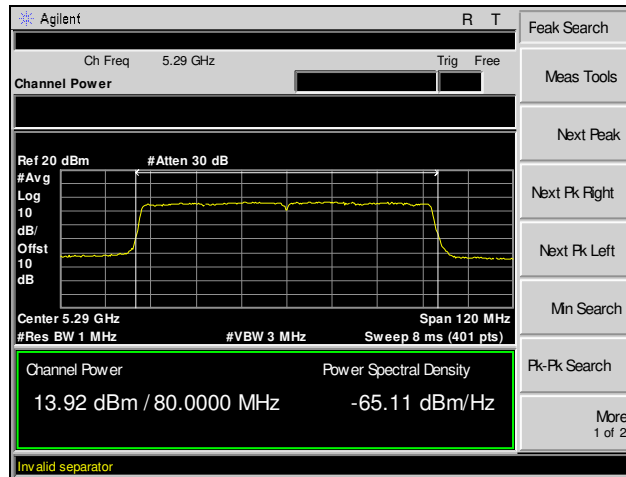 Agilent R T
Ch Freq 5.29 GHz Trig Free
Channel Power
Ref 20 dBm #Atten 30 dB
#Avg
Log
10
dB/
Offst
10
dB
Center 5.29 GHz Span 120 MHz
#Res BW 1 MHz #VBW 3 MHz Sweep 8 ms (401 pts)
Channel Power Power Spectral Density
13.92 dBm / 80.0000 MHz -65.11 dBm/Hz
Invalid separator
Feak Search
Meas Tools
Next Peak
Next Pk Right
Next Pk Left
Min Search
Pk-Pk Search
More
1 of 2